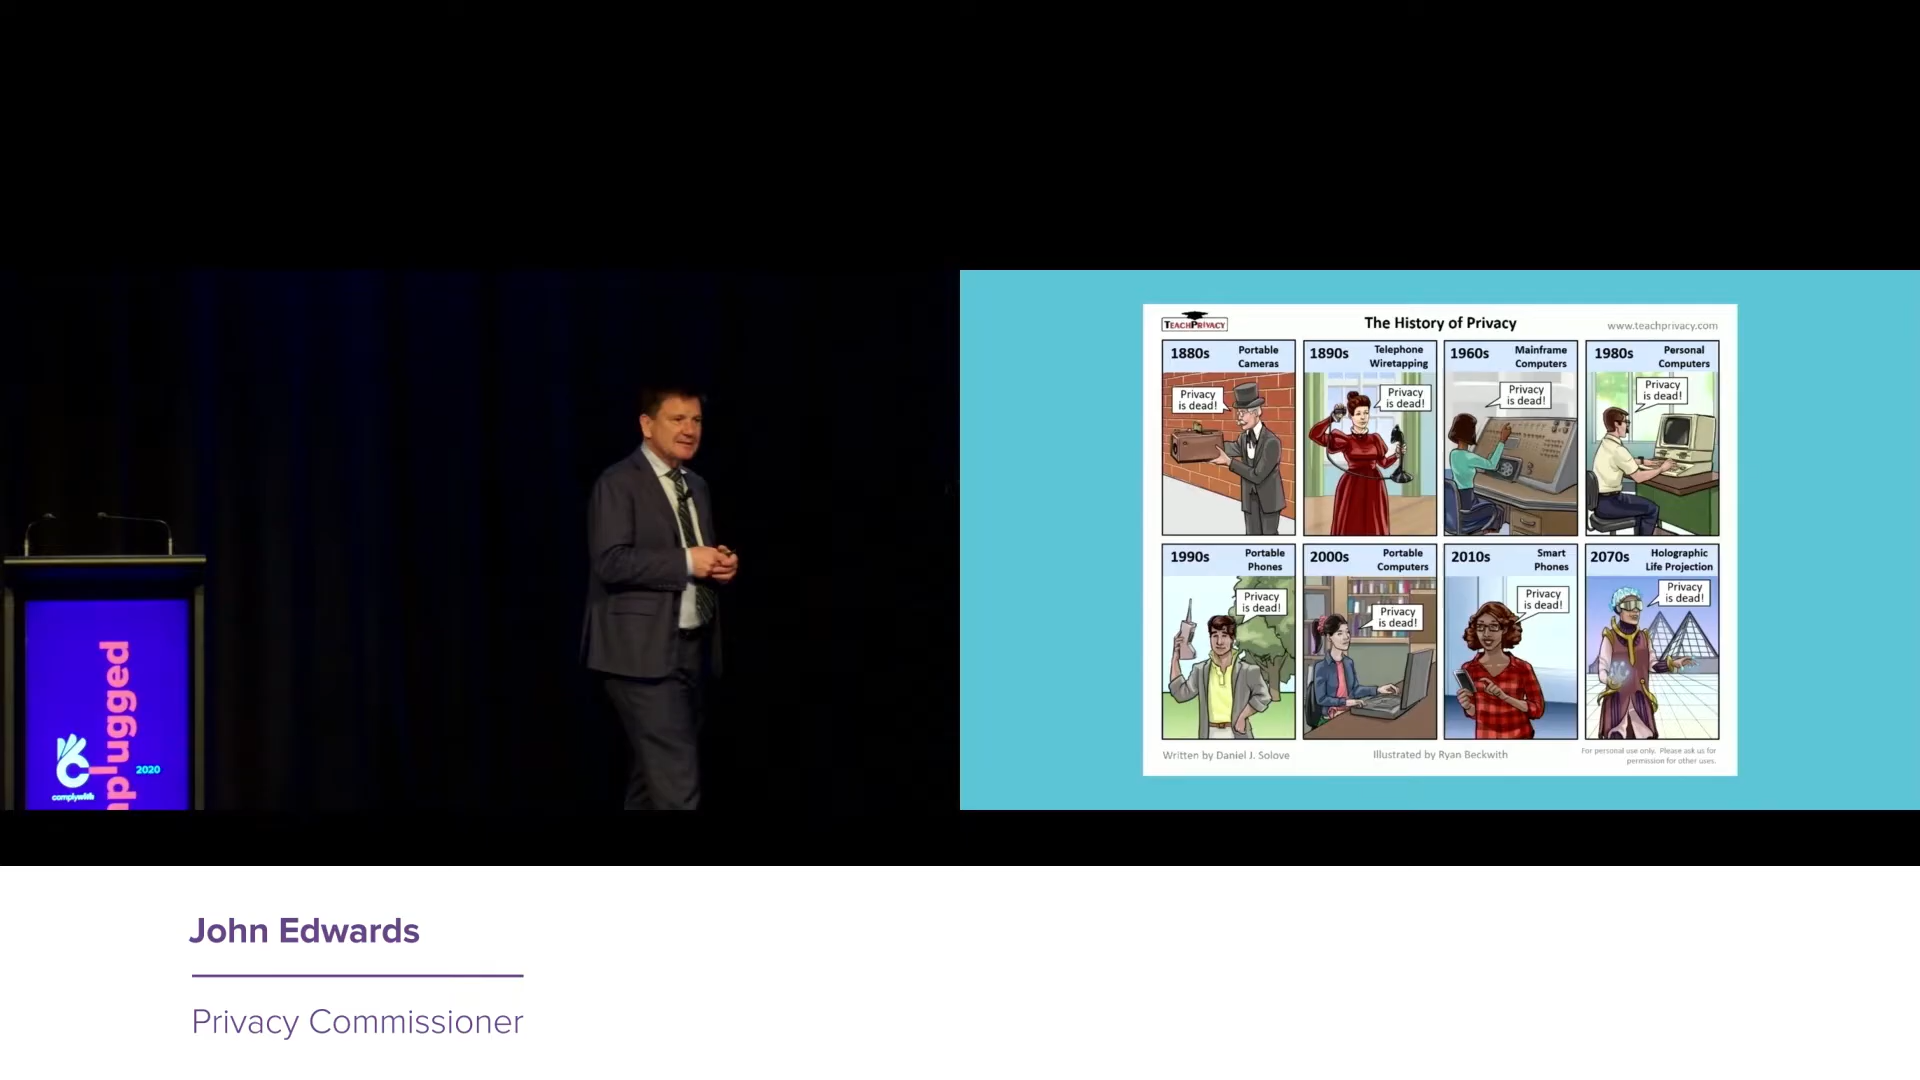 TEACHPRIVACY
The History of Privacy
www.teachprivacy.com
1880s
Portable
Cameras
Privacy
is dead!
1890s
Telephone
Wiretapping
Privacy
is dead!
1960s
Mainframe
Computers
Privacy
is dead!
1980s
Personal
Computers
Privacy
is dead!
1990s
Portable
Phones
Privacy
is dead!
2000s
Portable
Computers
Privacy
is dead!
2010s
Smart
Phones
Privacy
is dead!
2070s
Holographic
Life Projection
Privacy
is dead!
Written by Daniel J. Solove
Illustrated by Ryan Beckwith
For personal use only. Please ask us for
permission for other uses.
mplugged
2020
complywith
John Edwards
Privacy Commissioner